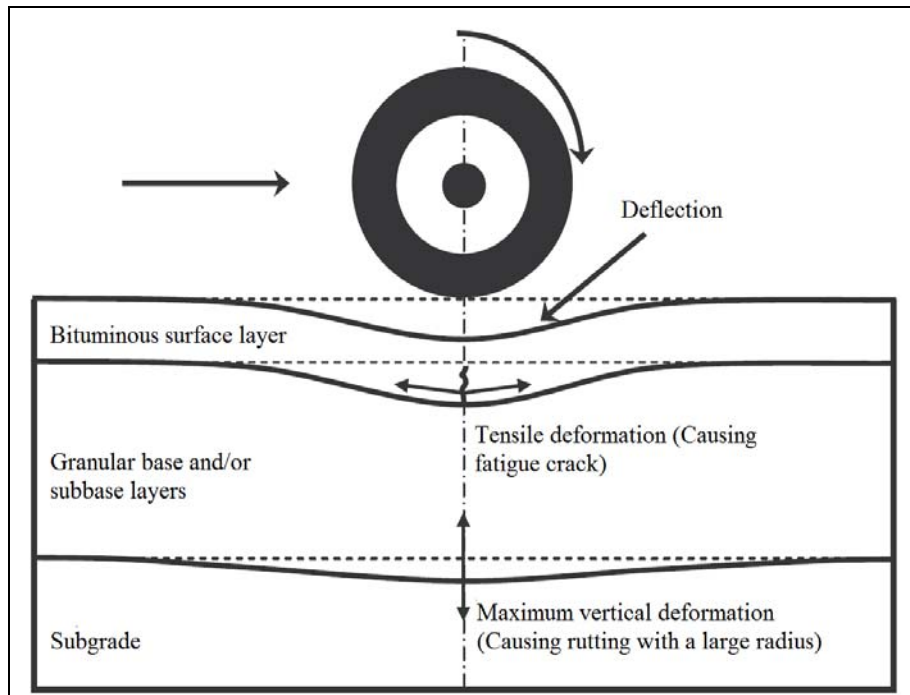 Deflection
Bituminous surface layer
Tensile deformation (Causing
fatigue crack)
Granular base and/or
subbase layers
Maximum vertical deformation
(Causing rutting with a large radius)
Subgrade